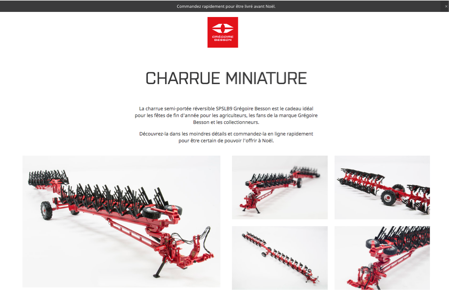 Commandez rapidement pour être livré avant Noël.
GRÉGOIRE
BESSON
CHARRUE MINIATURE
La charrue semi-portée réversible SPSLB9 Grégoire Besson est le cadeau idéal
pour les fêtes de fin d'année pour les agriculteurs, les fans de la marque Grégoire
Besson et les collectionneurs.
Découvrez-la dans les moindres détails et commandez-la en ligne rapidement
pour être certain de pouvoir l'offrir à Noël.